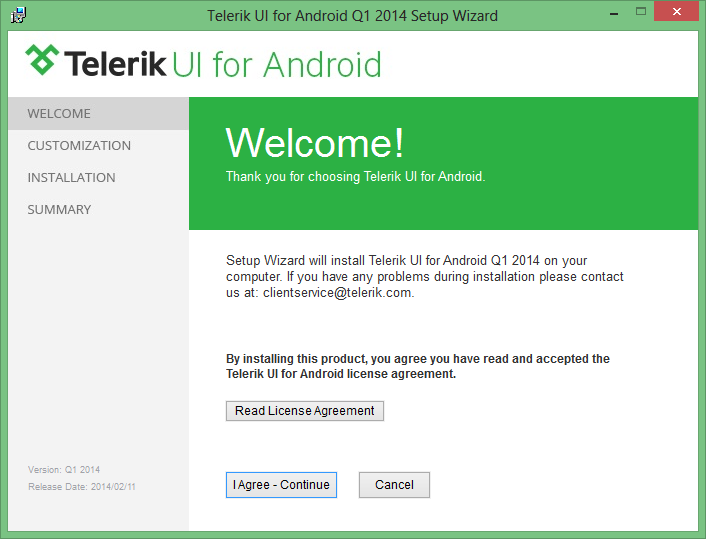 Telerik UI for Android Q1 2014 Setup Wizard
Telerik UI for Android
WELCOME
CUSTOMIZATION
INSTALLATION
SUMMARY
Welcome!
Thank you for choosing Telerik UI for Android.
Setup Wizard will install Telerik UI for Android Q1 2014 on your
computer. If you have any problems during installation please contact
us at: clientservice@telerik.com.
By installing this product, you agree you have read and accepted the
Telerik UI for Android license agreement.
Read License Agreement
Version: Q1 2014
Release Date: 2014/02/11
I Agree - Continue
Cancel